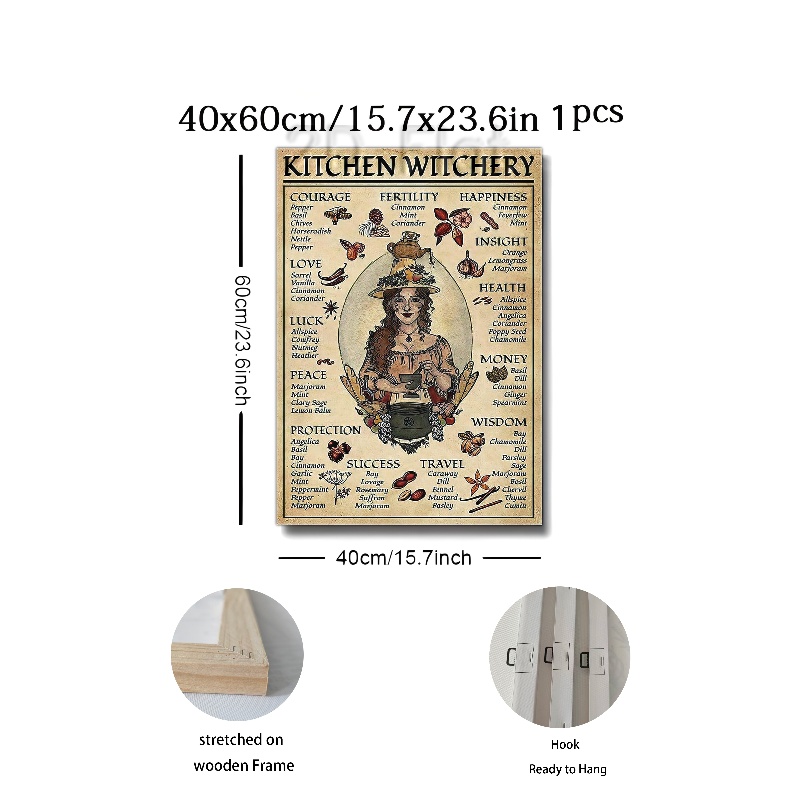 40x60cm/15.7x23.6in 1pcs
KITCHEN WITCHERY
COURAGE
Pepper
Basil
Chives
Horseradish
Nettle
Pepper
FERTILITY
Cinnamon
Mint
Coriander
HAPPINESS
Cinnamon
Feverfew
Mint
INSIGHT
Orange
Lemongrass
Marjoram
LOVE
Sorrel
Vanilla
Cinnamon
Coriander
HEALTH
Allspice
Cinnamon
Angelica
Coriander
Poppy Seed
Chamomile
LUCK
Allspice
Comfrey
Nutmeg
Heather
MONEY
Basil
Dill
Cinnamon
Ginger
Spearmint
PEACE
Marjoram
Mint
Clary Sage
Lemon Balm
WISDOM
Bay
Chamomile
Dill
Parsley
Sage
Marjoram
Basil
Chervil
Thyme
Cumin
PROTECTION
Angelica
Basil
Bay
Cinnamon
Garlic
Mint
Peppermint
Pepper
Marjoram
SUCCESS
Bay
Lovage
Rosemary
Saffron
Marjoram
TRAVEL
Caraway
Dill
Fennel
Mustard
Pasley
60cm/23.6inch
40cm/15.7inch
stretched on
wooden Frame
Hook
Ready to Hang